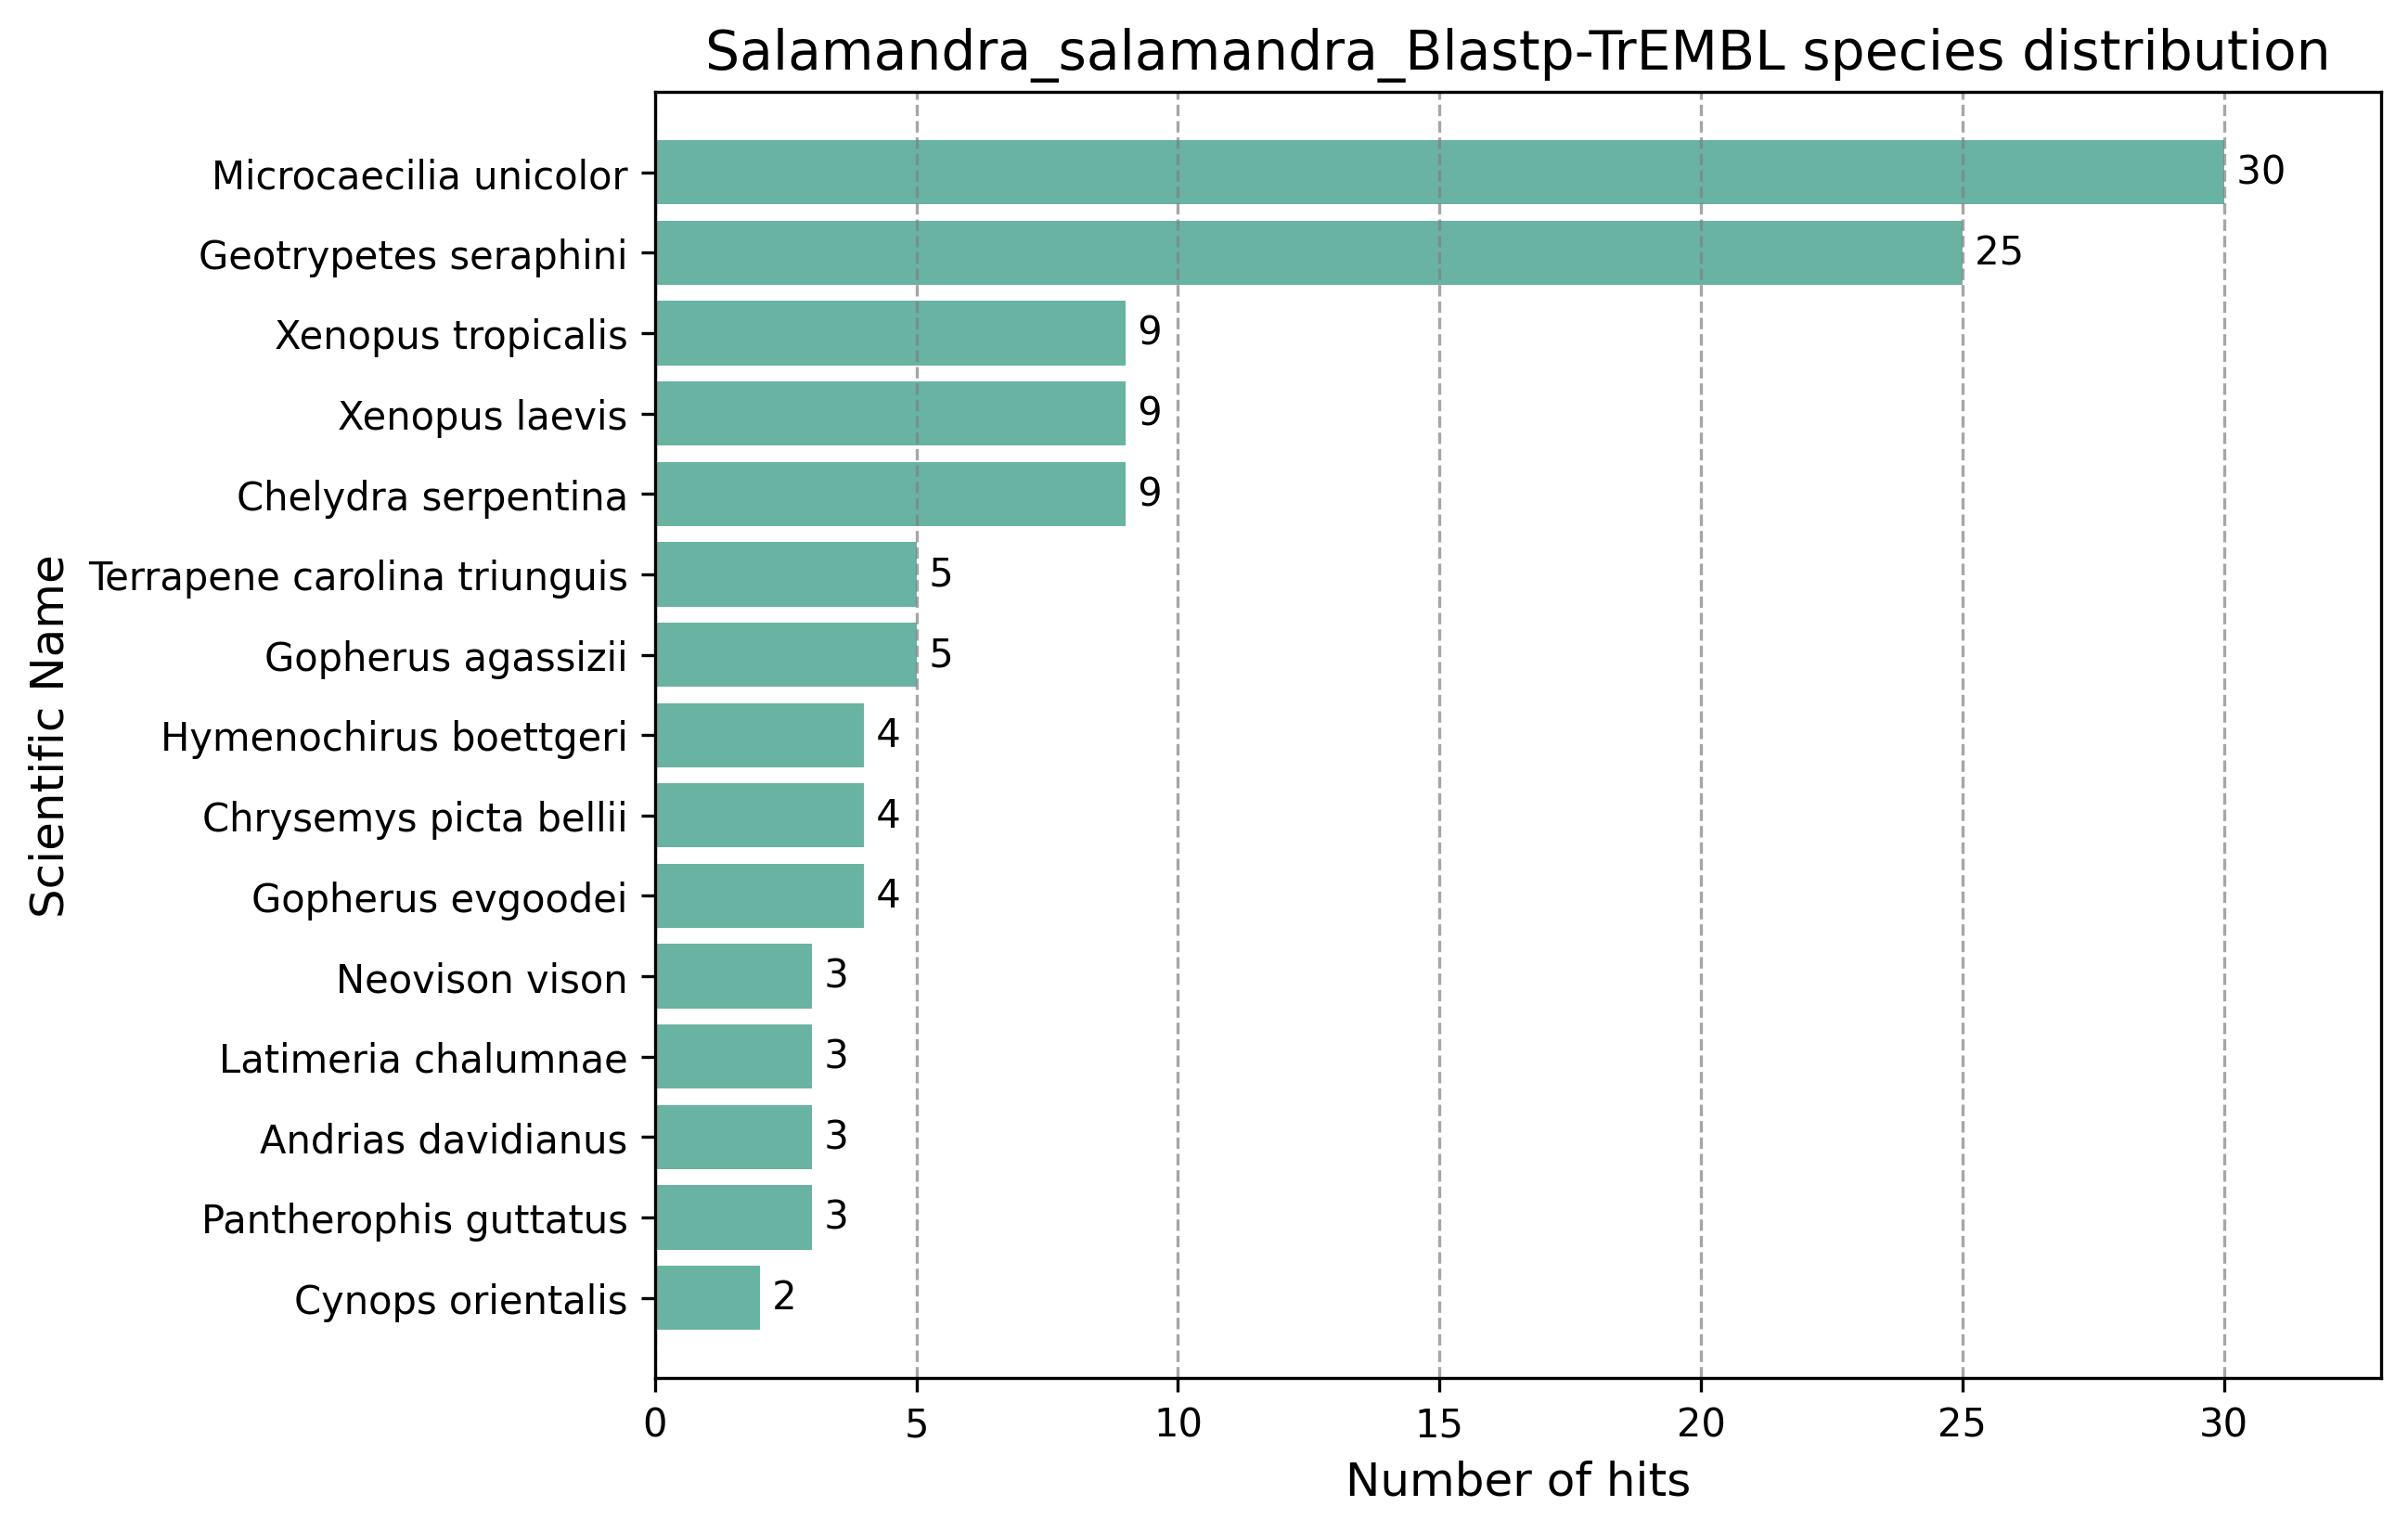 Salamandra_salamandra_Blastp-TrEMBL species distribution
Scientific Name
Microcaecilia unicolor 30
Geotrypetes seraphini 25
Xenopus tropicalis 9
Xenopus laevis 9
Chelydra serpentina 9
Terrapene carolina triunguis 5
Gopherus agassizii 5
Hymenochirus boettgeri 4
Chrysemys picta bellii 4
Gopherus evgoodei 4
Neovison vison 3
Latimeria chalumnae 3
Andrias davidianus 3
Pantherophis guttatus 3
Cynops orientalis 2
0 5 10 15 20 25 30
Number of hits